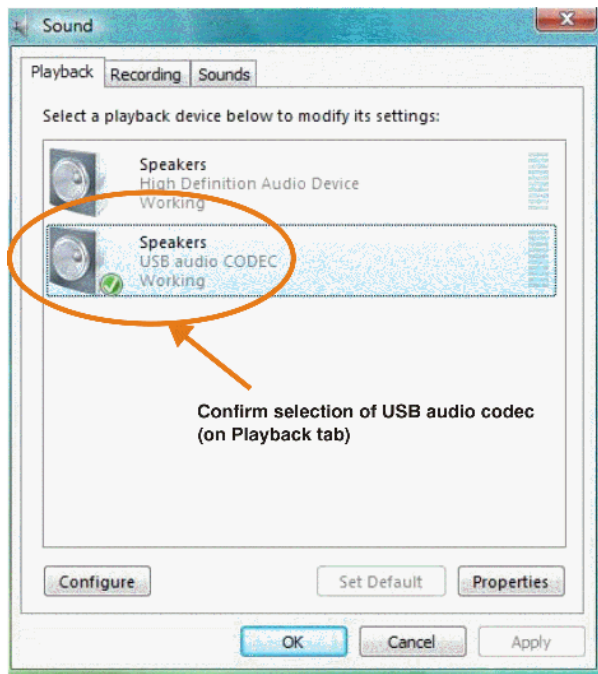 Sound
Playback Recording Sounds
Select a playback device below to modify its settings:
Speakers
High Definition Audio Device
Working
Speakers
USB audio CODEC
Working
Confirm selection of USB audio codec
(on Playback tab)
Configure Set Default Properties
OK Cancel Apply